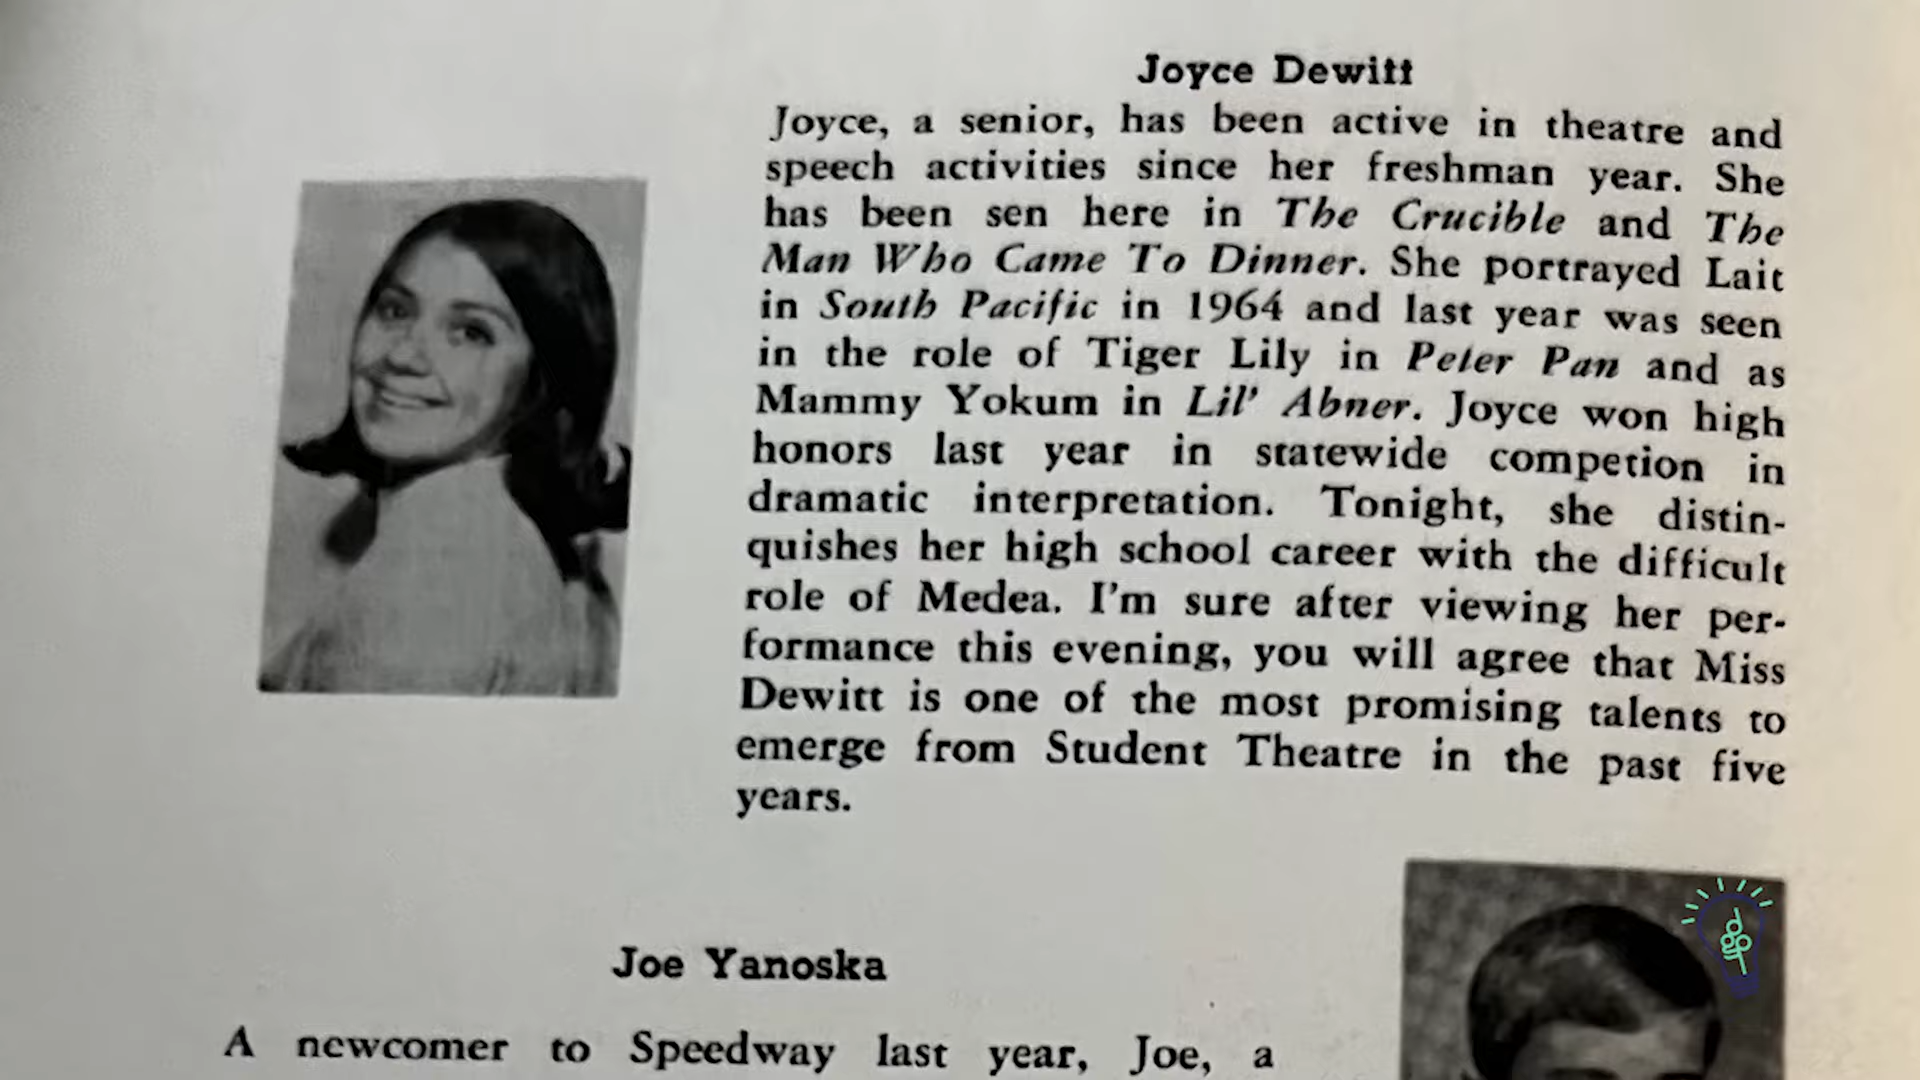 Joyce Dewitt
Joyce, a senior, has been active in theatre and
speech activities since her freshman year. She
has been sen here in The Crucible and The
Man Who Came To Dinner. She portrayed Lait
in South Pacific in 1964 and last year was seen
in the role of Tiger Lily in Peter Pan and as
Mammy Yokum in Lil' Abner. Joyce won high
honors last year in statewide competion in
dramatic interpretation. Tonight, she distin-
quishes her high school career with the difficult
role of Medea. I'm sure after viewing her per-
formance this evening, you will agree that Miss
Dewitt is one of the most promising talents to
emerge from Student Theatre in the past five
years.
Joe Yanoska
A newcomer to Speedway last year, Joe, a